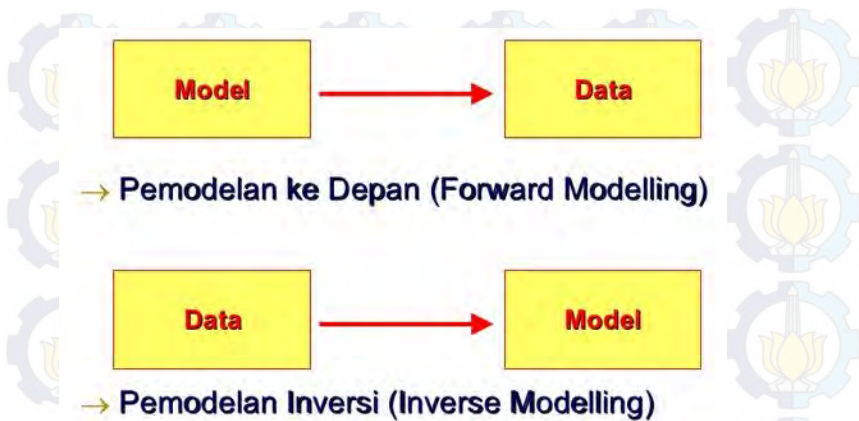 Model Data
→ Pemodelan ke Depan (Forward Modelling)
Data Model
→ Pemodelan Inversi (Inverse Modelling)